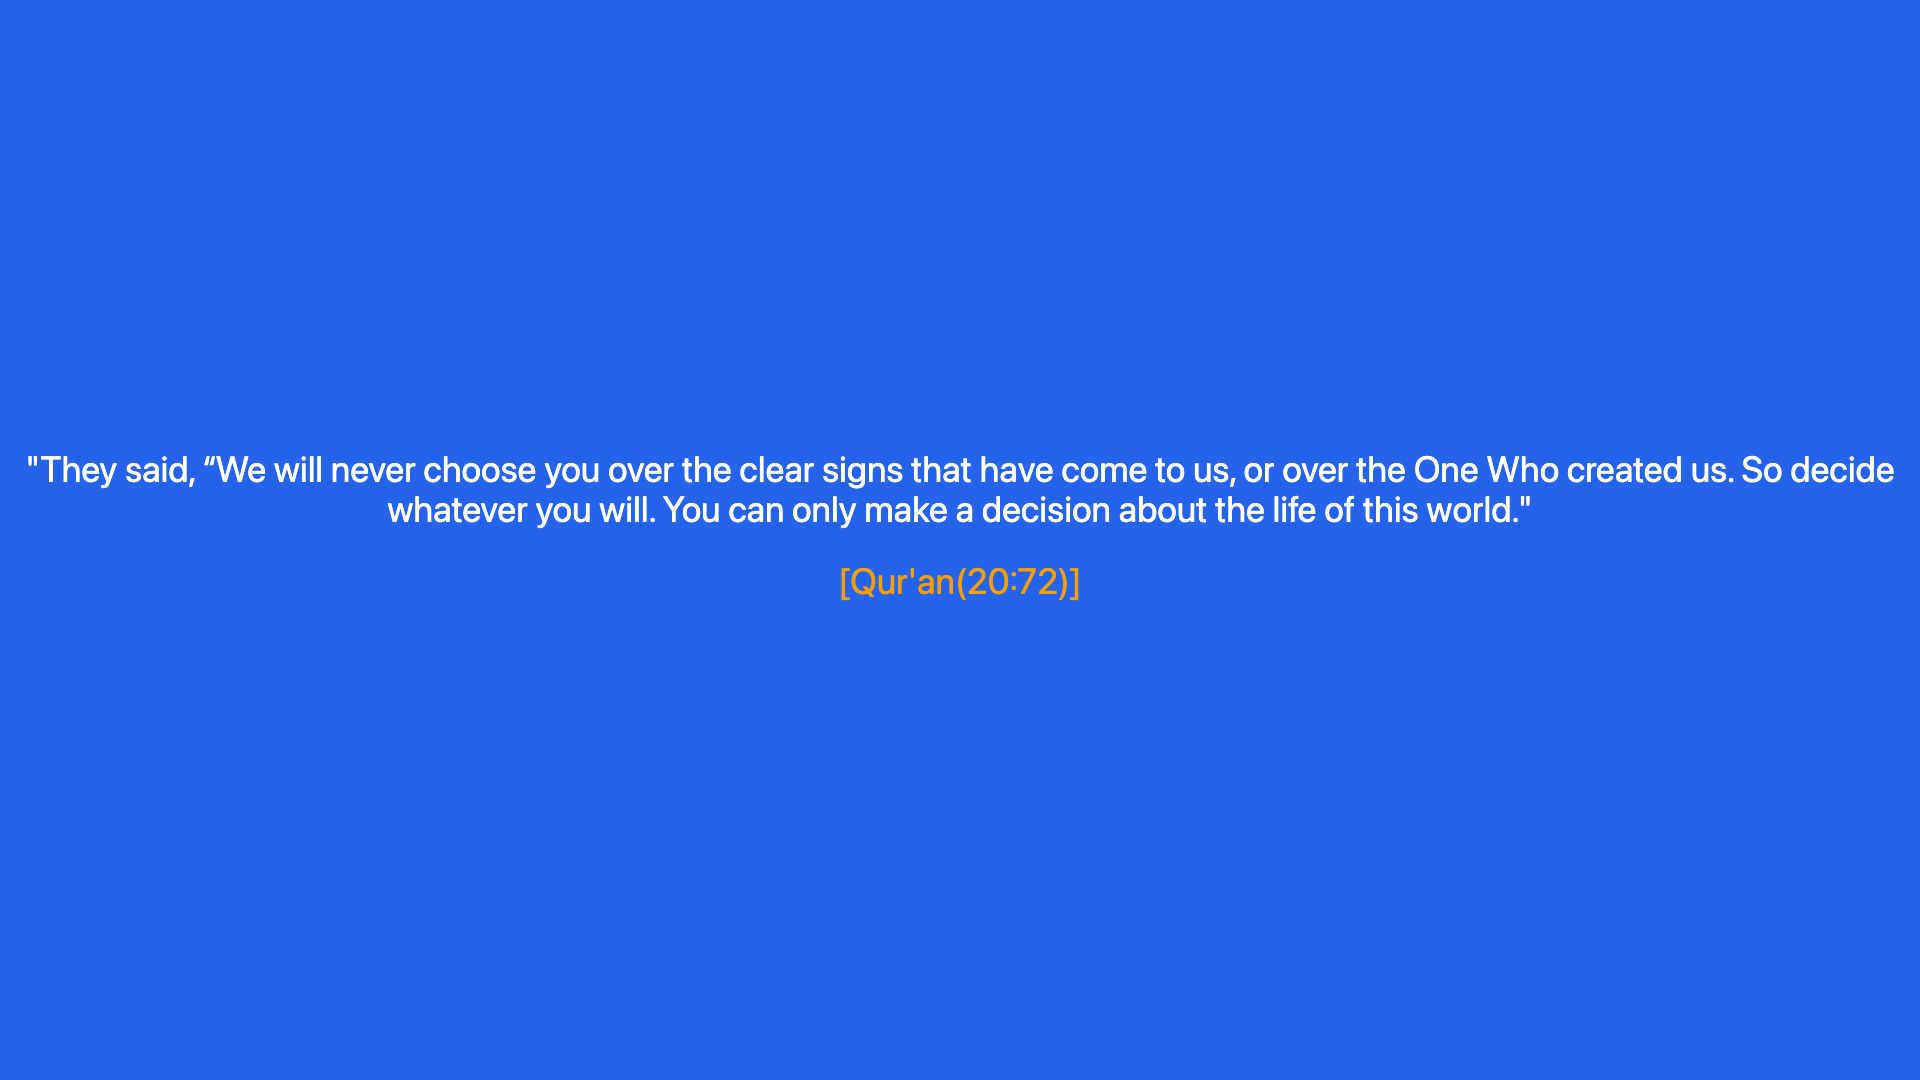 "They said, “We will never choose you over the clear signs that have come to us, or over the One Who created us. So decide
whatever you will. You can only make a decision about the life of this world."
[Qur'an(20:72)]